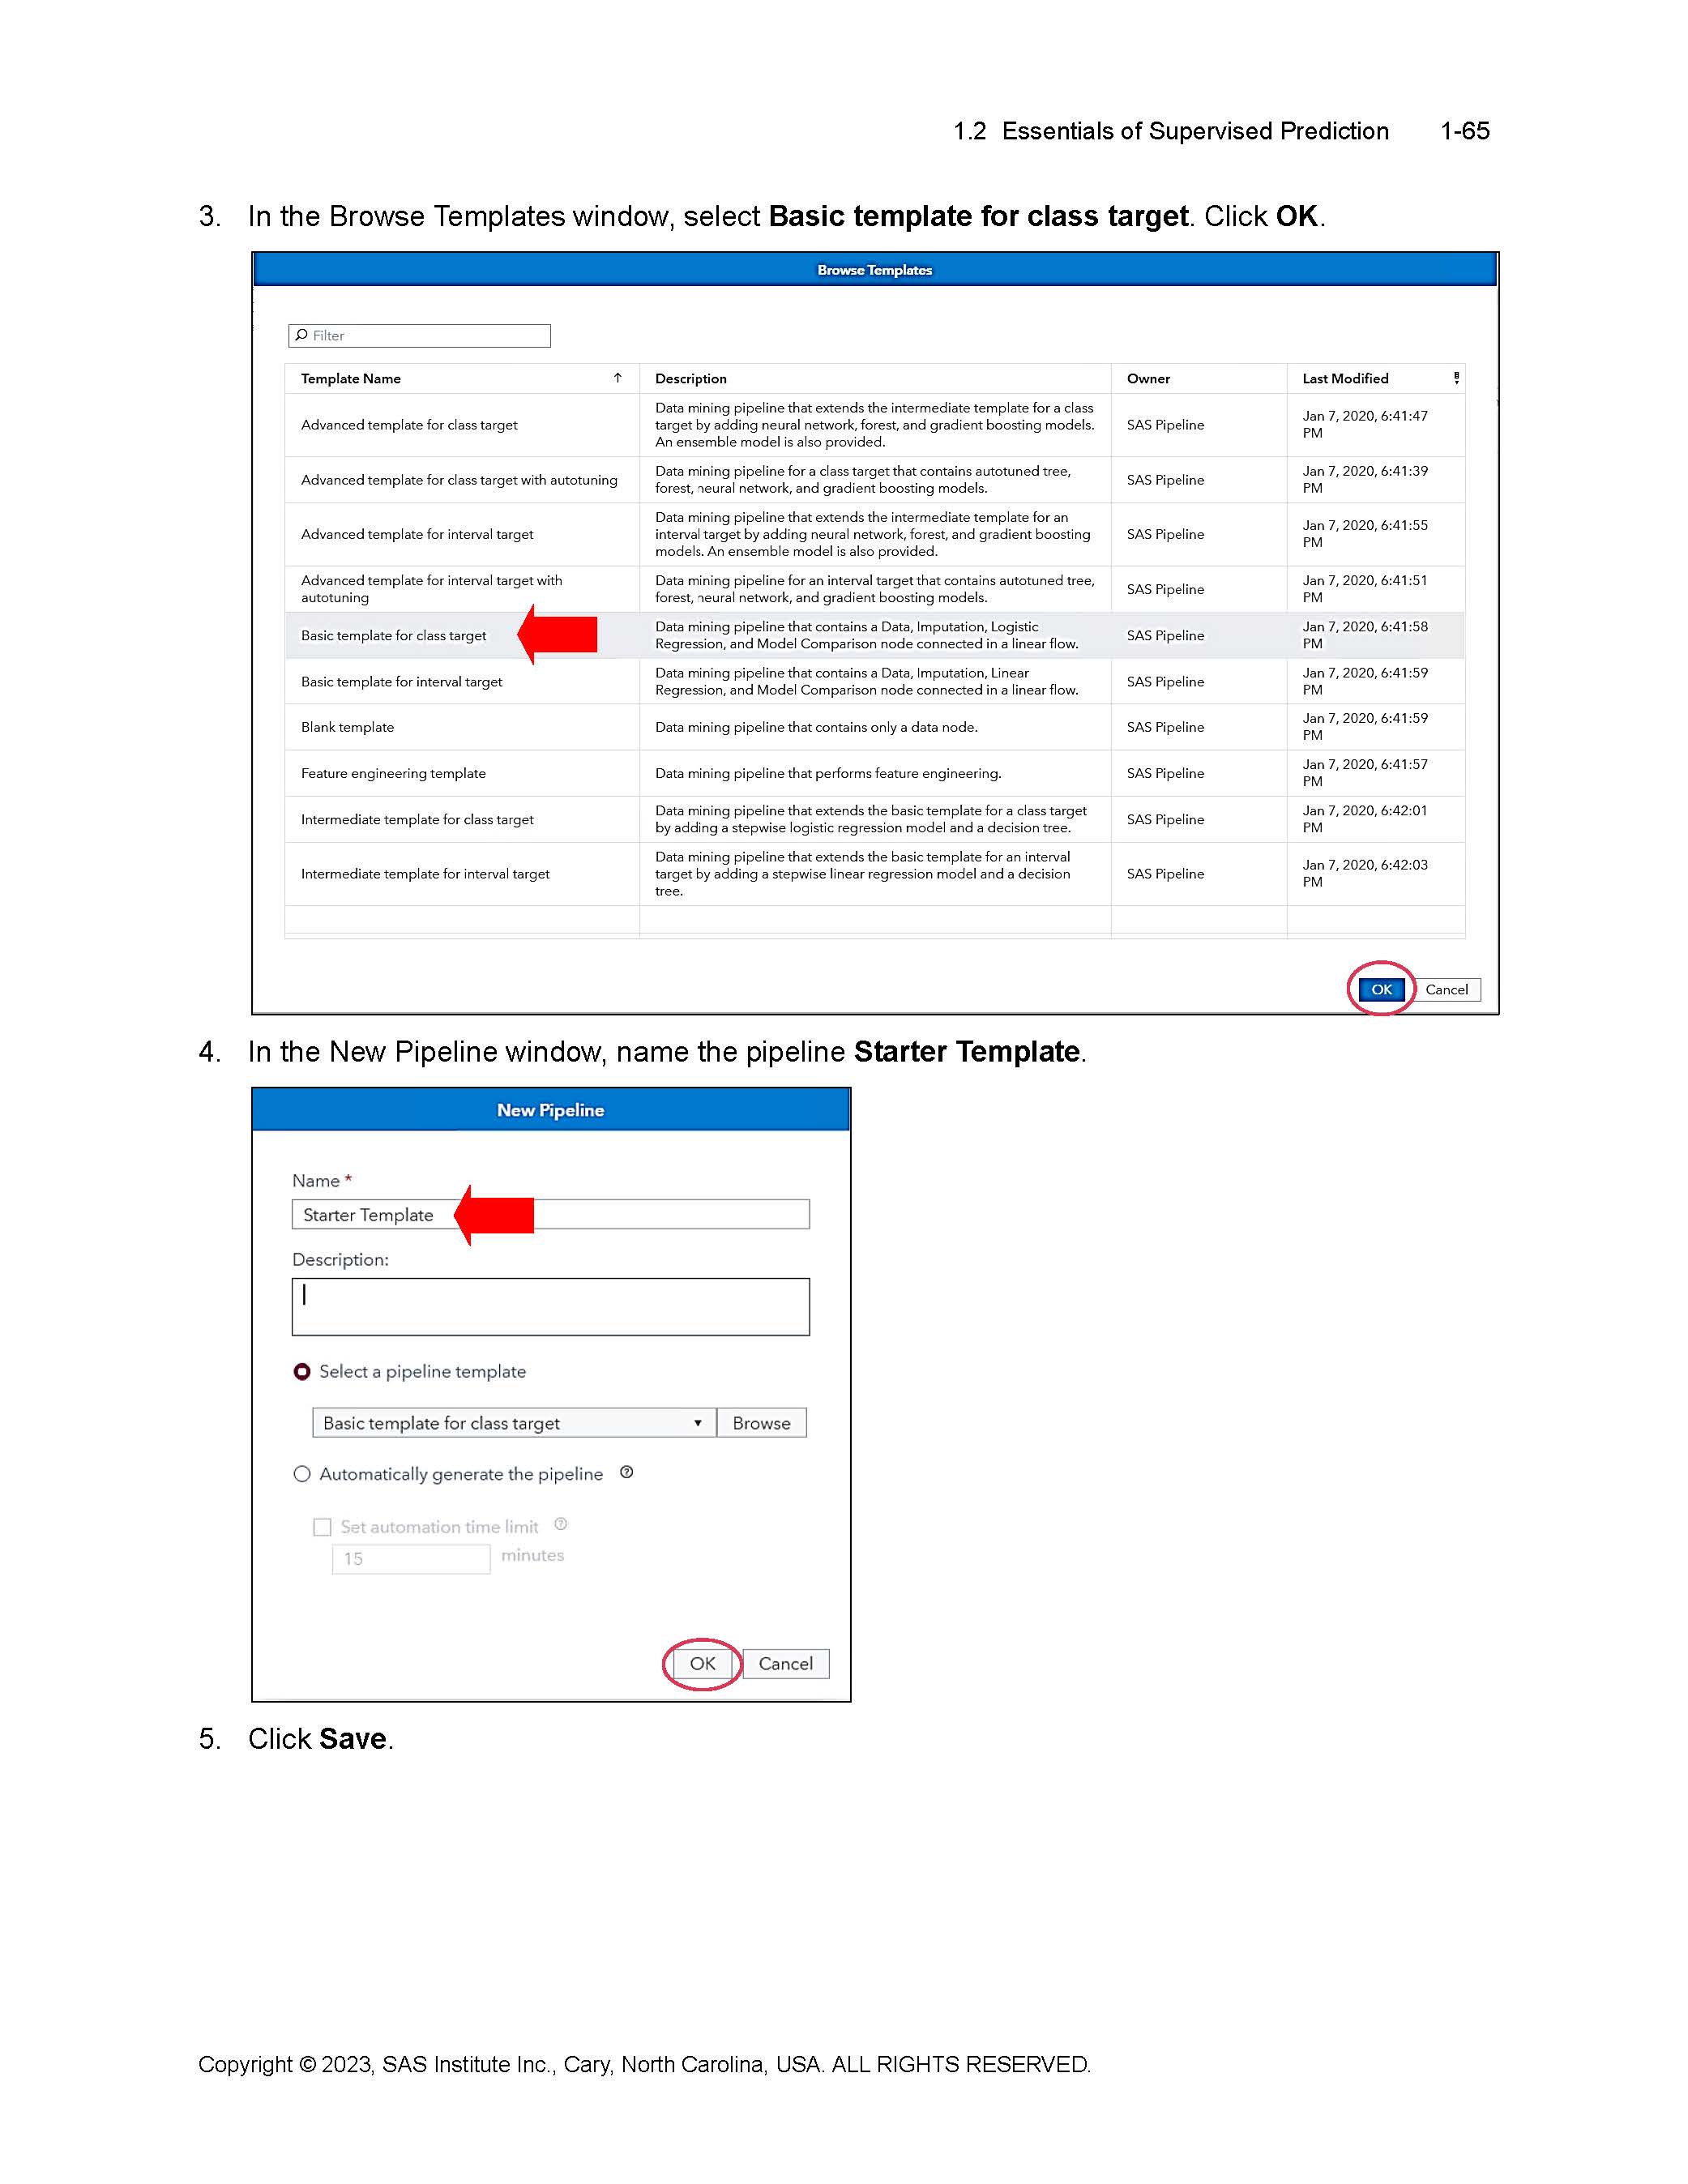 1.2 Essentials of Supervised Prediction 1-65
3. In the Browse Templates window, select Basic template for class target. Click OK.
Browse Templates
Filter
Template Name ↑ Description Owner Last Modified
Advanced template for class target
Data mining pipeline that extends the intermediate template for a class
target by adding neural network, forest, and gradient boosting models.
An ensemble model is also provided.
SAS Pipeline
Jan 7, 2020, 6:41:47
PM
Advanced template for class target with autotuning
Data mining pipeline for a class target that contains autotuned tree,
forest, neural network, and gradient boosting models.
SAS Pipeline
Jan 7, 2020, 6:41:39
PM
Advanced template for interval target
Data mining pipeline that extends the intermediate template for an
interval target by adding neural network, forest, and gradient boosting
models. An ensemble model is also provided.
SAS Pipeline
Jan 7, 2020, 6:41:55
PM
Advanced template for interval target with
autotuning
Data mining pipeline for an interval target that contains autotuned tree,
forest, neural network, and gradient boosting models.
SAS Pipeline
Jan 7, 2020, 6:41:51
PM
Basic template for class target
Data mining pipeline that contains a Data, Imputation, Logistic
Regression, and Model Comparison node connected in a linear flow.
SAS Pipeline
Jan 7, 2020, 6:41:58
PM
Basic template for interval target
Data mining pipeline that contains a Data, Imputation, Linear
Regression, and Model Comparison node connected in a linear flow.
SAS Pipeline
Jan 7, 2020, 6:41:59
PM
Blank template
Data mining pipeline that contains only a data node.
SAS Pipeline
Jan 7, 2020, 6:41:59
PM
Feature engineering template
Data mining pipeline that performs feature engineering.
SAS Pipeline
Jan 7, 2020, 6:41:57
PM
Intermediate template for class target
Data mining pipeline that extends the basic template for a class target
by adding a stepwise logistic regression model and a decision tree.
SAS Pipeline
Jan 7, 2020, 6:42:01
PM
Intermediate template for interval target
Data mining pipeline that extends the basic template for an interval
target by adding a stepwise linear regression model and a decision
tree.
SAS Pipeline
Jan 7, 2020, 6:42:03
PM
OK Cancel
4. In the New Pipeline window, name the pipeline Starter Template.
New Pipeline
Name *
Starter Template
Description:
Select a pipeline template
Basic template for class target Browse
Automatically generate the pipeline
Set automation time limit
15 minutes
OK Cancel
5. Click Save.
Copyright © 2023, SAS Institute Inc., Cary, North Carolina, USA. ALL RIGHTS RESERVED.